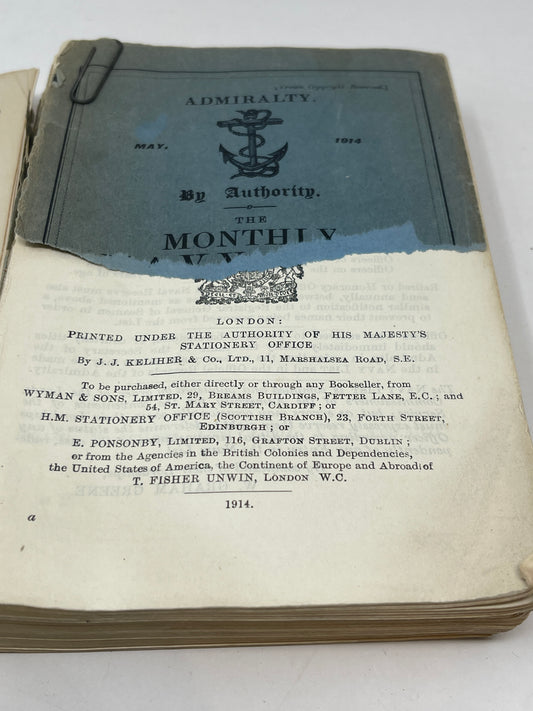 [Crown Copyright Reserved.]
ADMIRALTY.
MAY, 1914
By Authority.
THE
MONTHLY
NAVY
LONDON:
PRINTED UNDER THE AUTHORITY OF HIS MAJESTY'S
STATIONERY OFFICE
By J. J. KELIHER & Co., LTD., 11, MARSHALSEA ROAD, S.E.
To be purchased, either directly or through any Bookseller, from
WYMAN & SONS, LIMITED, 29, BREAMS BUILDINGS, FETTER LANE, E.C.; and
54, ST. MARY STREET, CARDIFF; or
H.M. STATIONERY OFFICE (SCOTTISH BRANCH), 23, FORTH STREET,
EDINBURGH; or
E. PONSONBY, LIMITED, 116, GRAFTON STREET, DUBLIN;
or from the Agencies in the British Colonies and Dependencies,
the United States of America, the Continent of Europe and Abroad of
T. FISHER UNWIN, LONDON W.C.
1914.
a